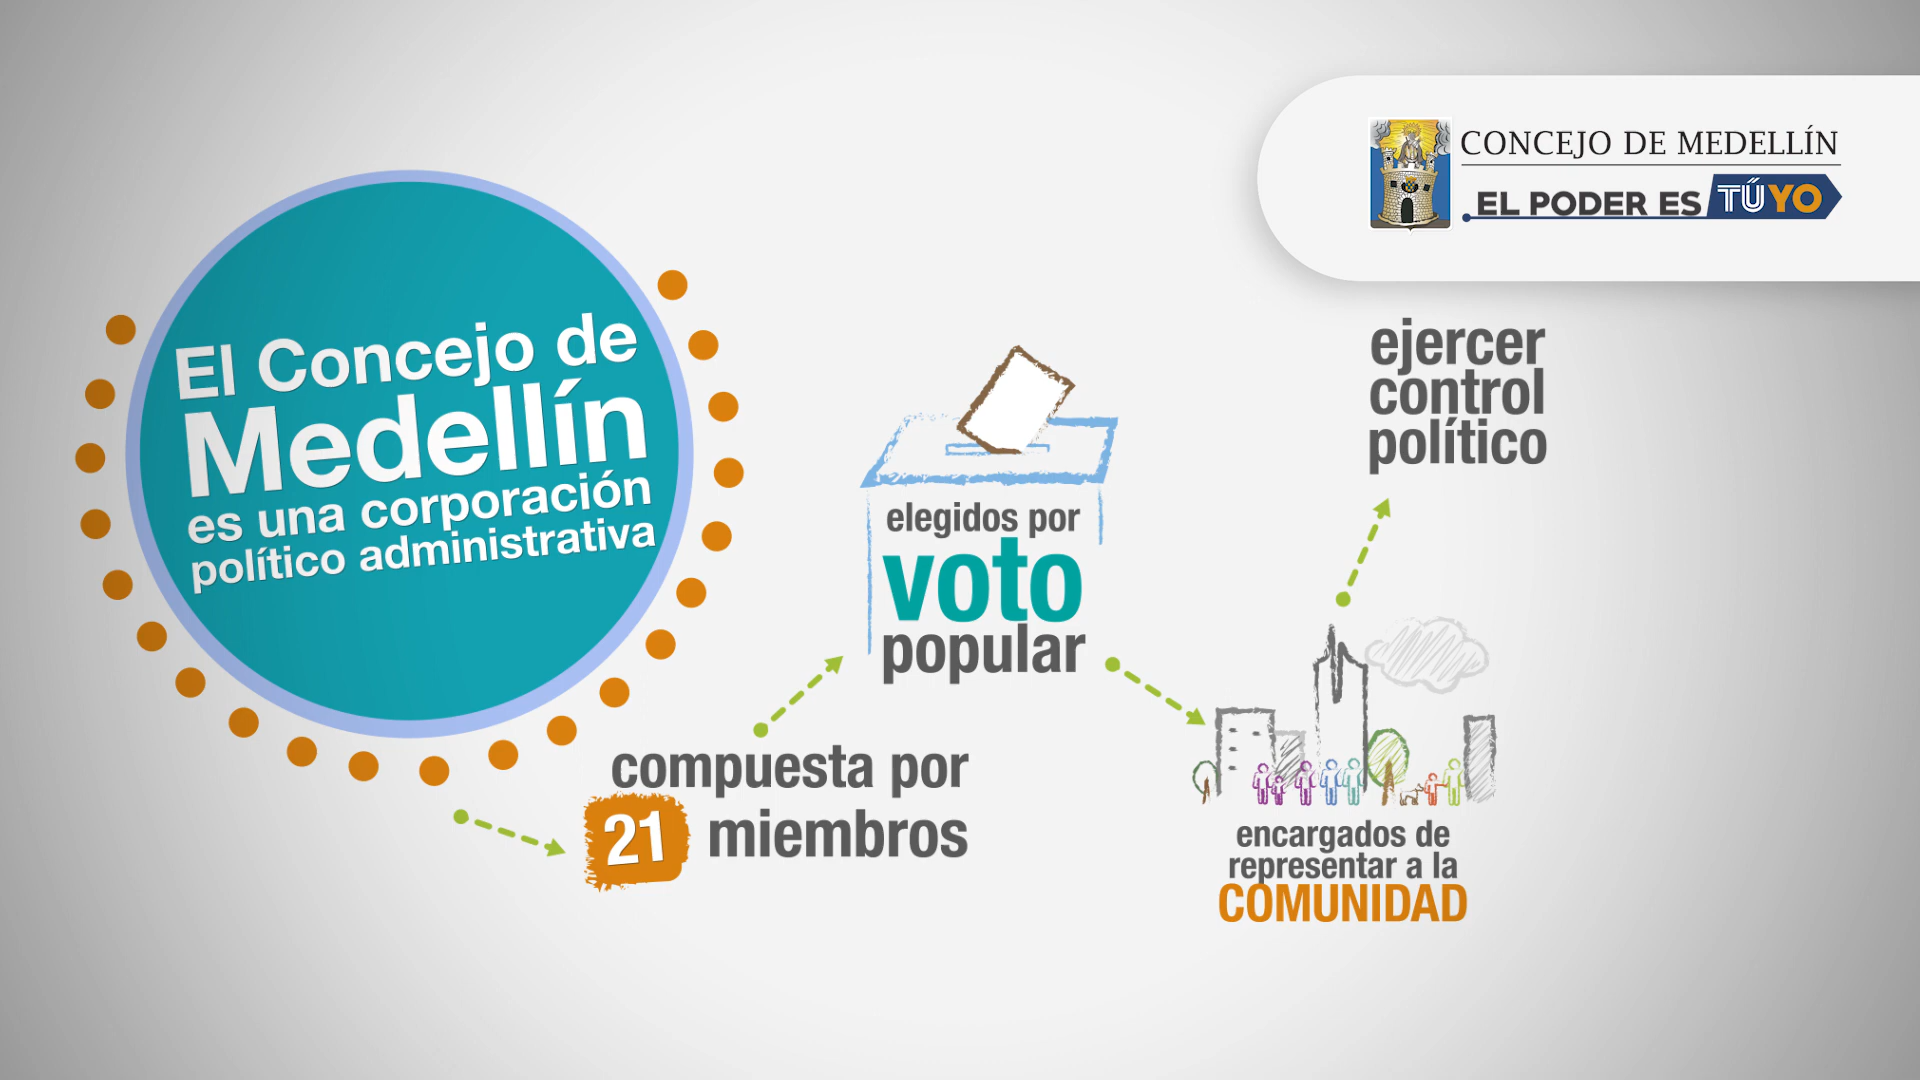 El Concejo de
Medellín
es una corporación
político administrativa
compuesta por
21 miembros
elegidos por
voto
popular
encargados de
representar a la
COMUNIDAD
ejercer
control
político
CONCEJO DE MEDELLÍN
EL PODER ES TÚYO